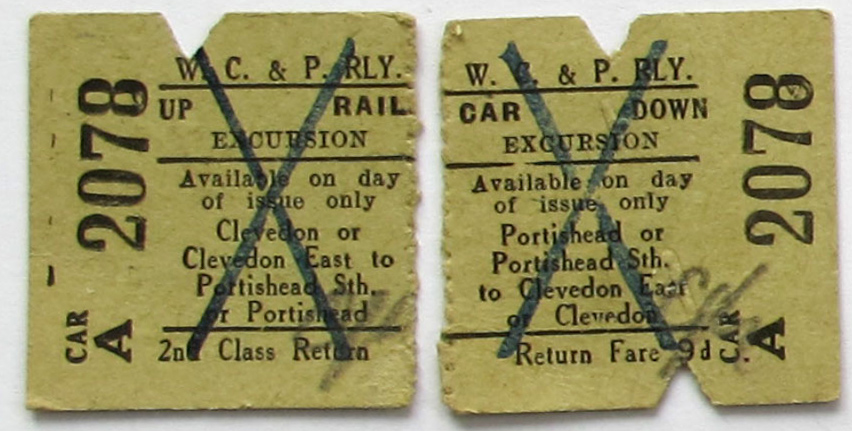 W. C. & P. RLY.
UP RAIL
EXCURSION
Available on day
of issue only
Clevedon or
Clevedon East to
Portishead Sth.
or Portishead
2nd Class Return
2078
CAR
A
W. C. & P. RLY.
CAR DOWN
EXCURSION
Available on day
of issue only
Portishead or
Portishead Sth.
to Clevedon East
or Clevedon
Return Fare 9d.
2078
CAR
A